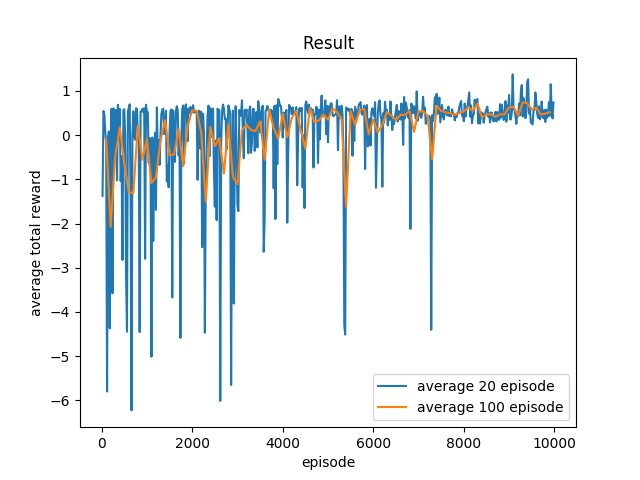 Result
average total reward
1
0
−1
−2
−3
−4
−5
−6
0 2000 4000 6000 8000 10000
episode
average 20 episode
average 100 episode